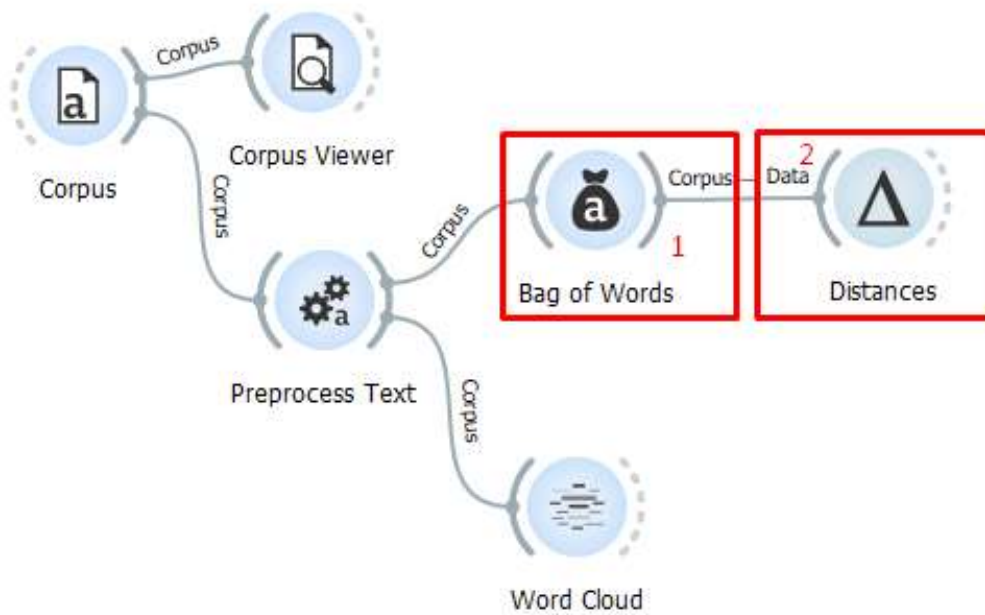 Corpus
a
Corpus Viewer
Corpus
Corpus
a
Preprocess Text
Corpus
a
Bag of Words
1
Corpus
Data
2
Distances
Corpus
Word Cloud